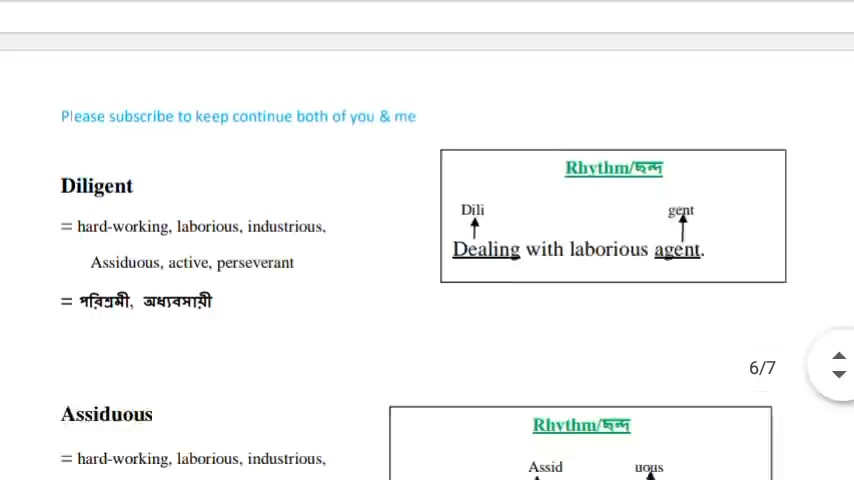 Please subscribe to keep continue both of you & me
Diligent
= hard-working, laborious, industrious,
Assiduous, active, perseverant
= পরিশ্রমী, অধ্যবসায়ী
Rhythm/ছন্দ
Dili gent
Dealing with laborious agent.
6/7
Assiduous
= hard-working, laborious, industrious,
Rhythm/ছন্দ
Assid uous